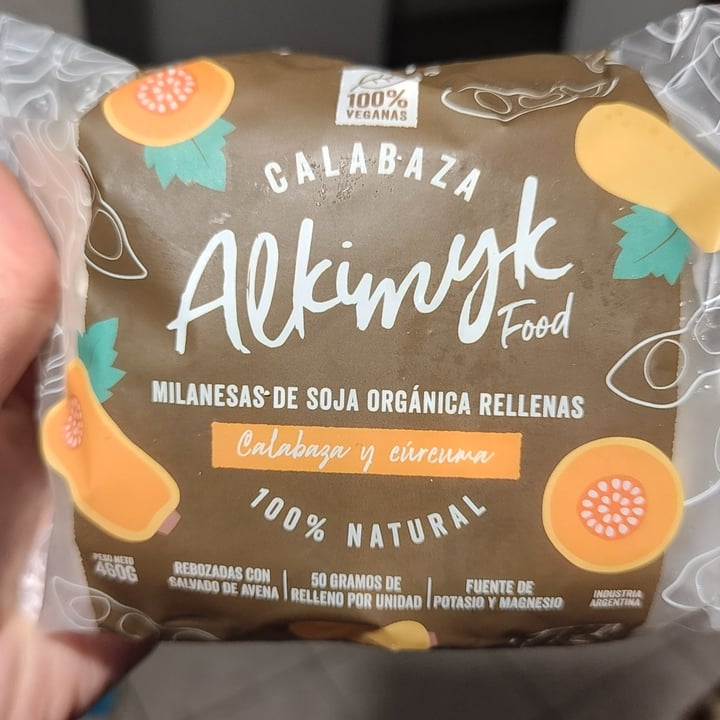 100%
VEGANAS
CALABAZA
Alkimyk
Food
MILANESAS DE SOJA ORGÁNICA RELLENAS
Calabaza y cúrcuma
100% NATURAL
PESO NETO
460G
REBOZADAS CON
SALVADO DE AVENA
50 GRAMOS DE
RELLENO POR UNIDAD
FUENTE DE
POTASIO Y MAGNESIO
INDUSTRIA
ARGENTINA